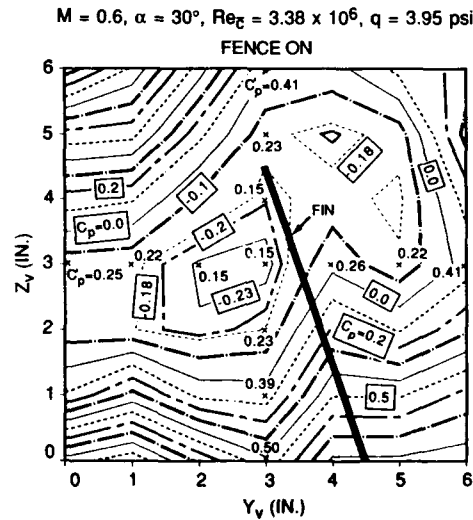 M = 0.6, α = 30°, Re_c̄ = 3.38 x 10⁶, q = 3.95 psi
FENCE ON
6
5
4
3
2
1
0
Z_V (IN.)
0 1 2 3 4 5 6
Y_V (IN.)
C'_p=0.41
0.23
-0.18
0.0
0.2
-0.1
C_p=0.0
0.15
-0.2
FIN
C'_p=0.25
0.22
0.15
0.15
0.26
0.22
0.41
-0.18
-0.23
0.0
0.23
C_p=0.2
0.39
0.5
0.50